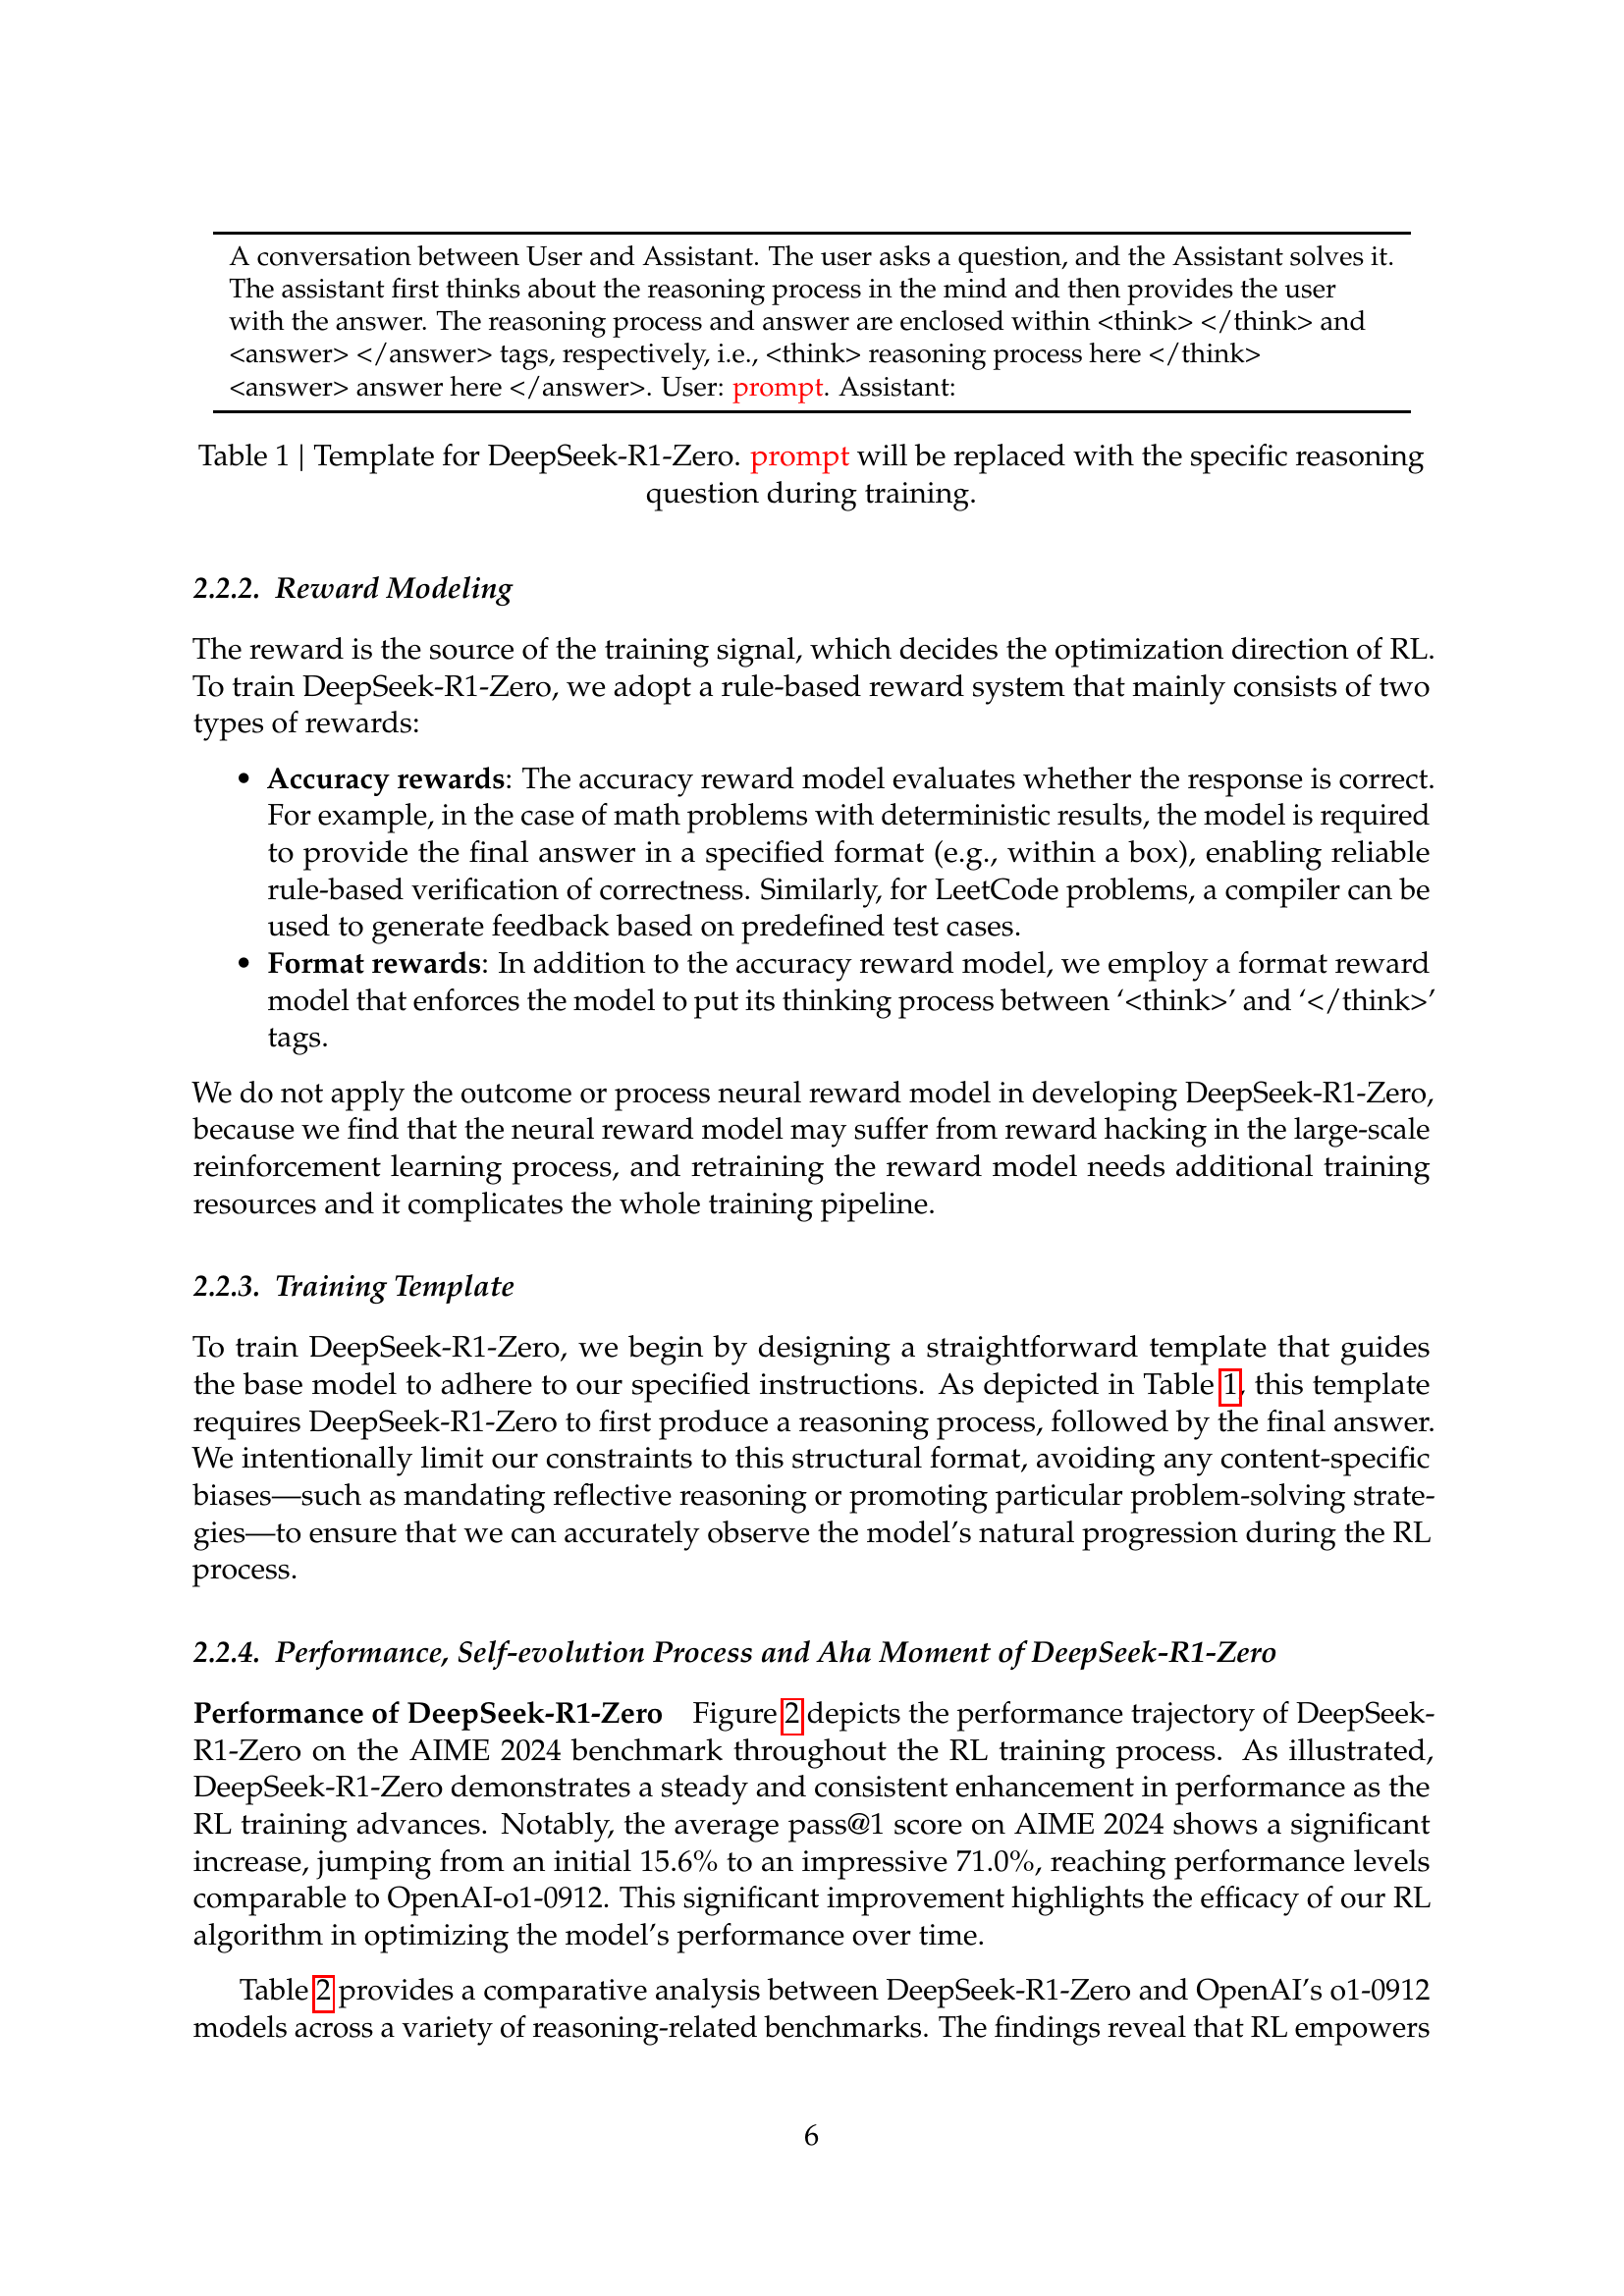 A conversation between User and Assistant. The user asks a question, and the Assistant solves it.
The assistant first thinks about the reasoning process in the mind and then provides the user
with the answer. The reasoning process and answer are enclosed within <think> </think> and
<answer> </answer> tags, respectively, i.e., <think> reasoning process here </think>
<answer> answer here </answer>. User: prompt. Assistant:
Table 1 | Template for DeepSeek-R1-Zero. prompt will be replaced with the specific reasoning
question during training.
2.2.2. Reward Modeling
The reward is the source of the training signal, which decides the optimization direction of RL.
To train DeepSeek-R1-Zero, we adopt a rule-based reward system that mainly consists of two
types of rewards:
• Accuracy rewards: The accuracy reward model evaluates whether the response is correct.
For example, in the case of math problems with deterministic results, the model is required
to provide the final answer in a specified format (e.g., within a box), enabling reliable
rule-based verification of correctness. Similarly, for LeetCode problems, a compiler can be
used to generate feedback based on predefined test cases.
• Format rewards: In addition to the accuracy reward model, we employ a format reward
model that enforces the model to put its thinking process between ‘<think>’ and ‘</think>’
tags.
We do not apply the outcome or process neural reward model in developing DeepSeek-R1-Zero,
because we find that the neural reward model may suffer from reward hacking in the large-scale
reinforcement learning process, and retraining the reward model needs additional training
resources and it complicates the whole training pipeline.
2.2.3. Training Template
To train DeepSeek-R1-Zero, we begin by designing a straightforward template that guides
the base model to adhere to our specified instructions. As depicted in Table 1, this template
requires DeepSeek-R1-Zero to first produce a reasoning process, followed by the final answer.
We intentionally limit our constraints to this structural format, avoiding any content-specific
biases—such as mandating reflective reasoning or promoting particular problem-solving strate-
gies—to ensure that we can accurately observe the model’s natural progression during the RL
process.
2.2.4. Performance, Self-evolution Process and Aha Moment of DeepSeek-R1-Zero
Performance of DeepSeek-R1-Zero Figure 2 depicts the performance trajectory of DeepSeek-
R1-Zero on the AIME 2024 benchmark throughout the RL training process. As illustrated,
DeepSeek-R1-Zero demonstrates a steady and consistent enhancement in performance as the
RL training advances. Notably, the average pass@1 score on AIME 2024 shows a significant
increase, jumping from an initial 15.6% to an impressive 71.0%, reaching performance levels
comparable to OpenAI-o1-0912. This significant improvement highlights the efficacy of our RL
algorithm in optimizing the model’s performance over time.
Table 2 provides a comparative analysis between DeepSeek-R1-Zero and OpenAI’s o1-0912
models across a variety of reasoning-related benchmarks. The findings reveal that RL empowers
6